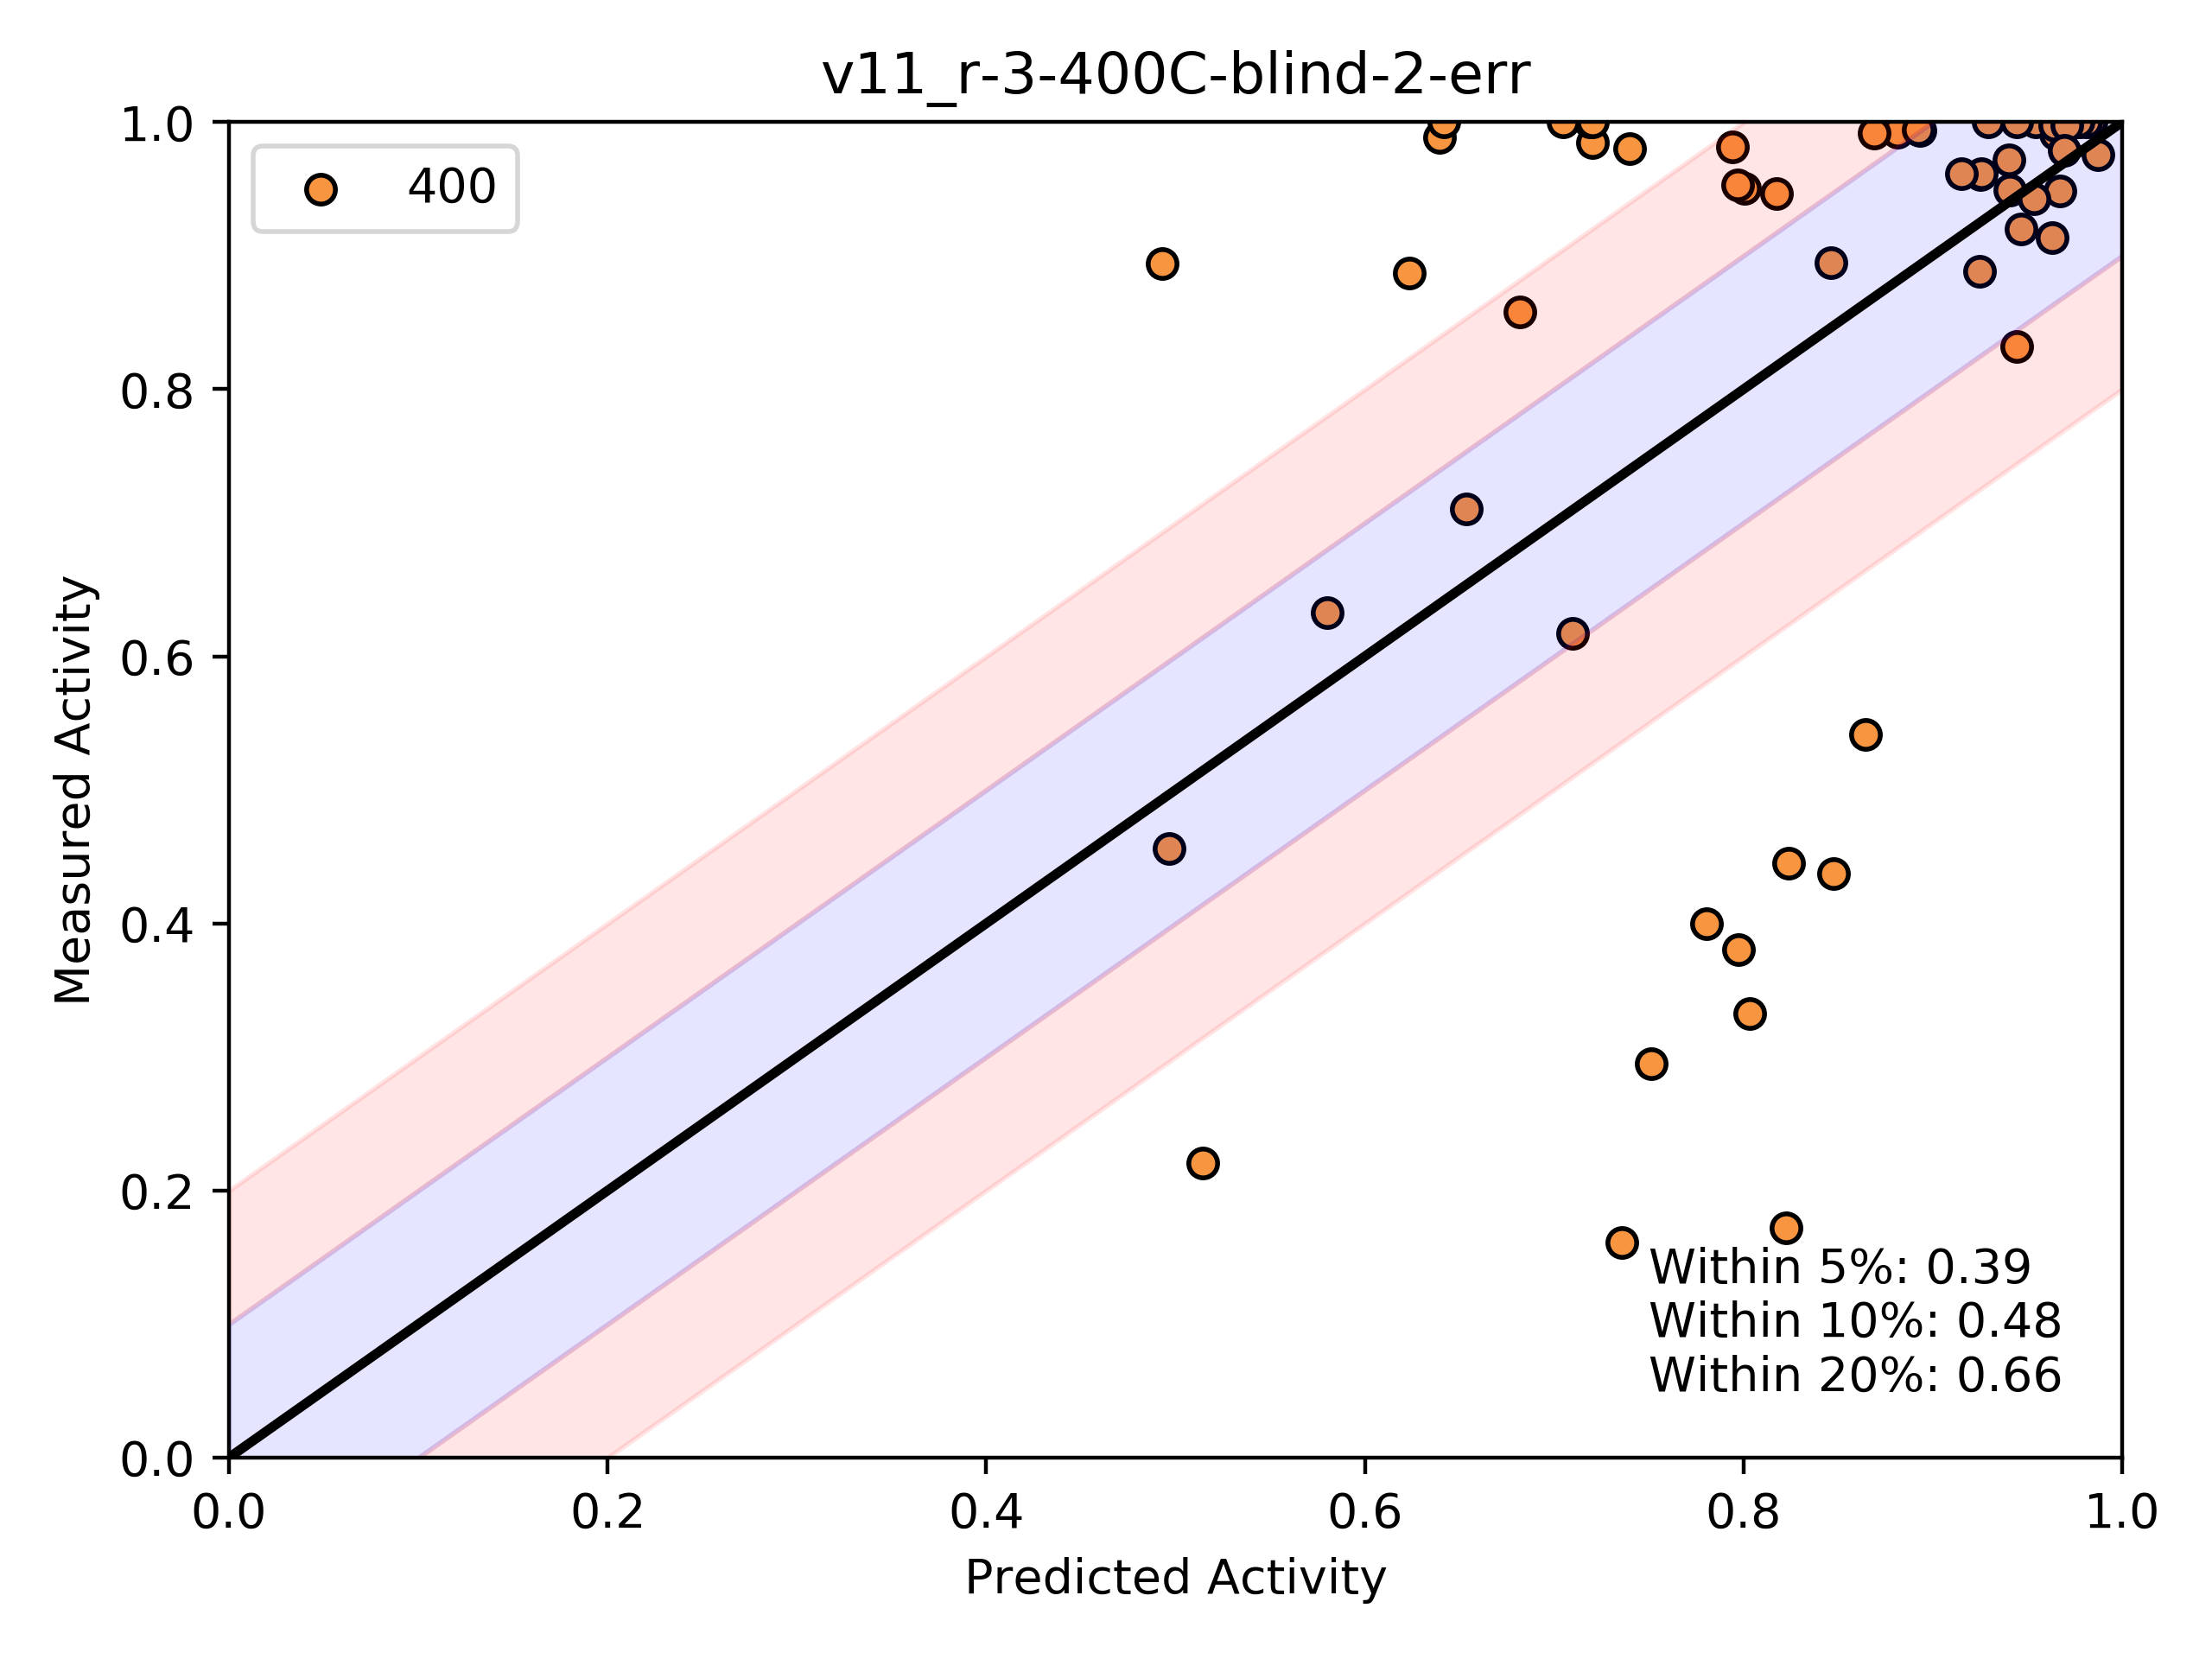 v11_r-3-400C-blind-2-err
400
Measured Activity
1.0
0.8
0.6
0.4
0.2
0.0
0.0 0.2 0.4 0.6 0.8 1.0
Predicted Activity
Within 5%: 0.39
Within 10%: 0.48
Within 20%: 0.66